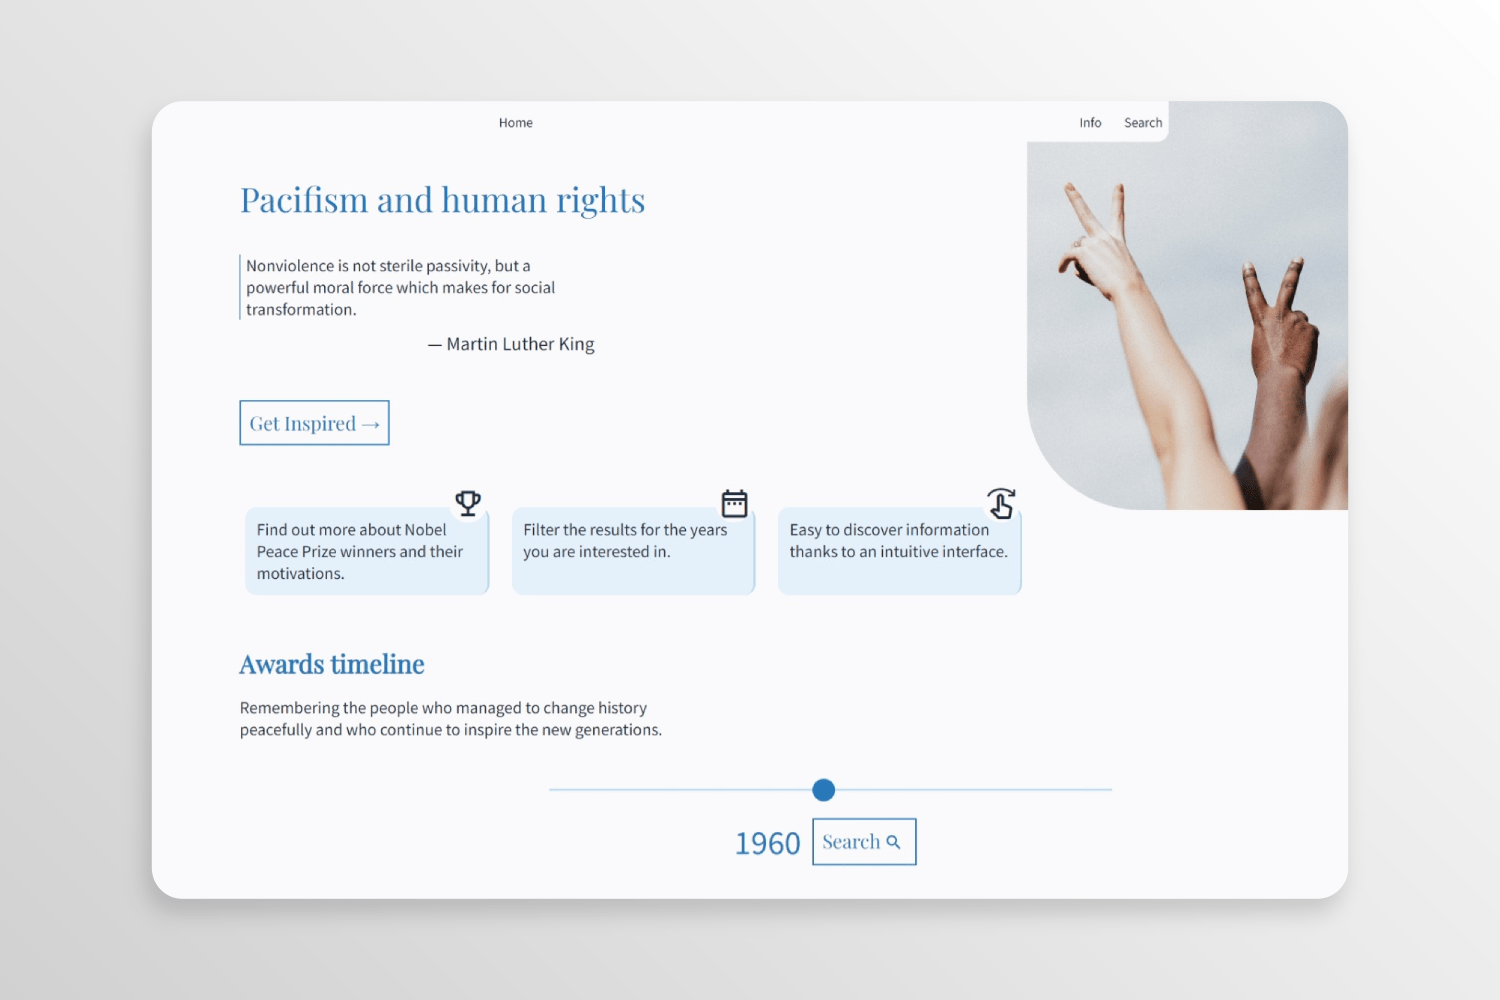 Home
Info
Search
Pacifism and human rights
Nonviolence is not sterile passivity, but a
powerful moral force which makes for social
transformation.
— Martin Luther King
Get Inspired →
Find out more about Nobel
Peace Prize winners and their
motivations.
Filter the results for the years
you are interested in.
Easy to discover information
thanks to an intuitive interface.
Awards timeline
Remembering the people who managed to change history
peacefully and who continue to inspire the new generations.
1960
Search